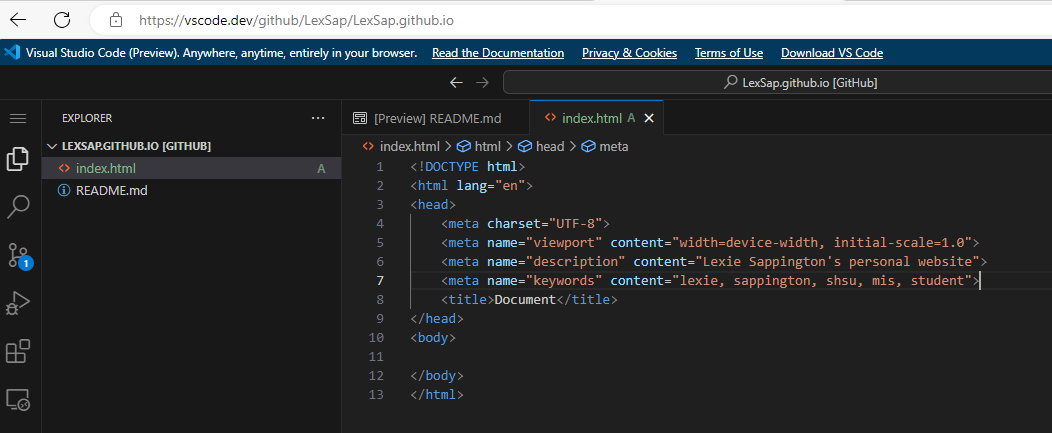 https://vscode.dev/github/LexSap/LexSap.github.io
Visual Studio Code (Preview). Anywhere, anytime, entirely in your browser. Read the Documentation Privacy & Cookies Terms of Use Download VS Code
LexSap.github.io [GitHub]
EXPLORER ...
[Preview] README.md
index.html A
LEXSAP.GITHUB.IO [GITHUB]
index.html A
README.md
1
index.html > html > head > meta
1 <!DOCTYPE html>
2 <html lang="en">
3 <head>
4 <meta charset="UTF-8">
5 <meta name="viewport" content="width=device-width, initial-scale=1.0">
6 <meta name="description" content="Lexie Sappington's personal website">
7 <meta name="keywords" content="lexie, sappington, shsu, mis, student">
8 <title>Document</title>
9 </head>
10 <body>
11
12 </body>
13 </html>